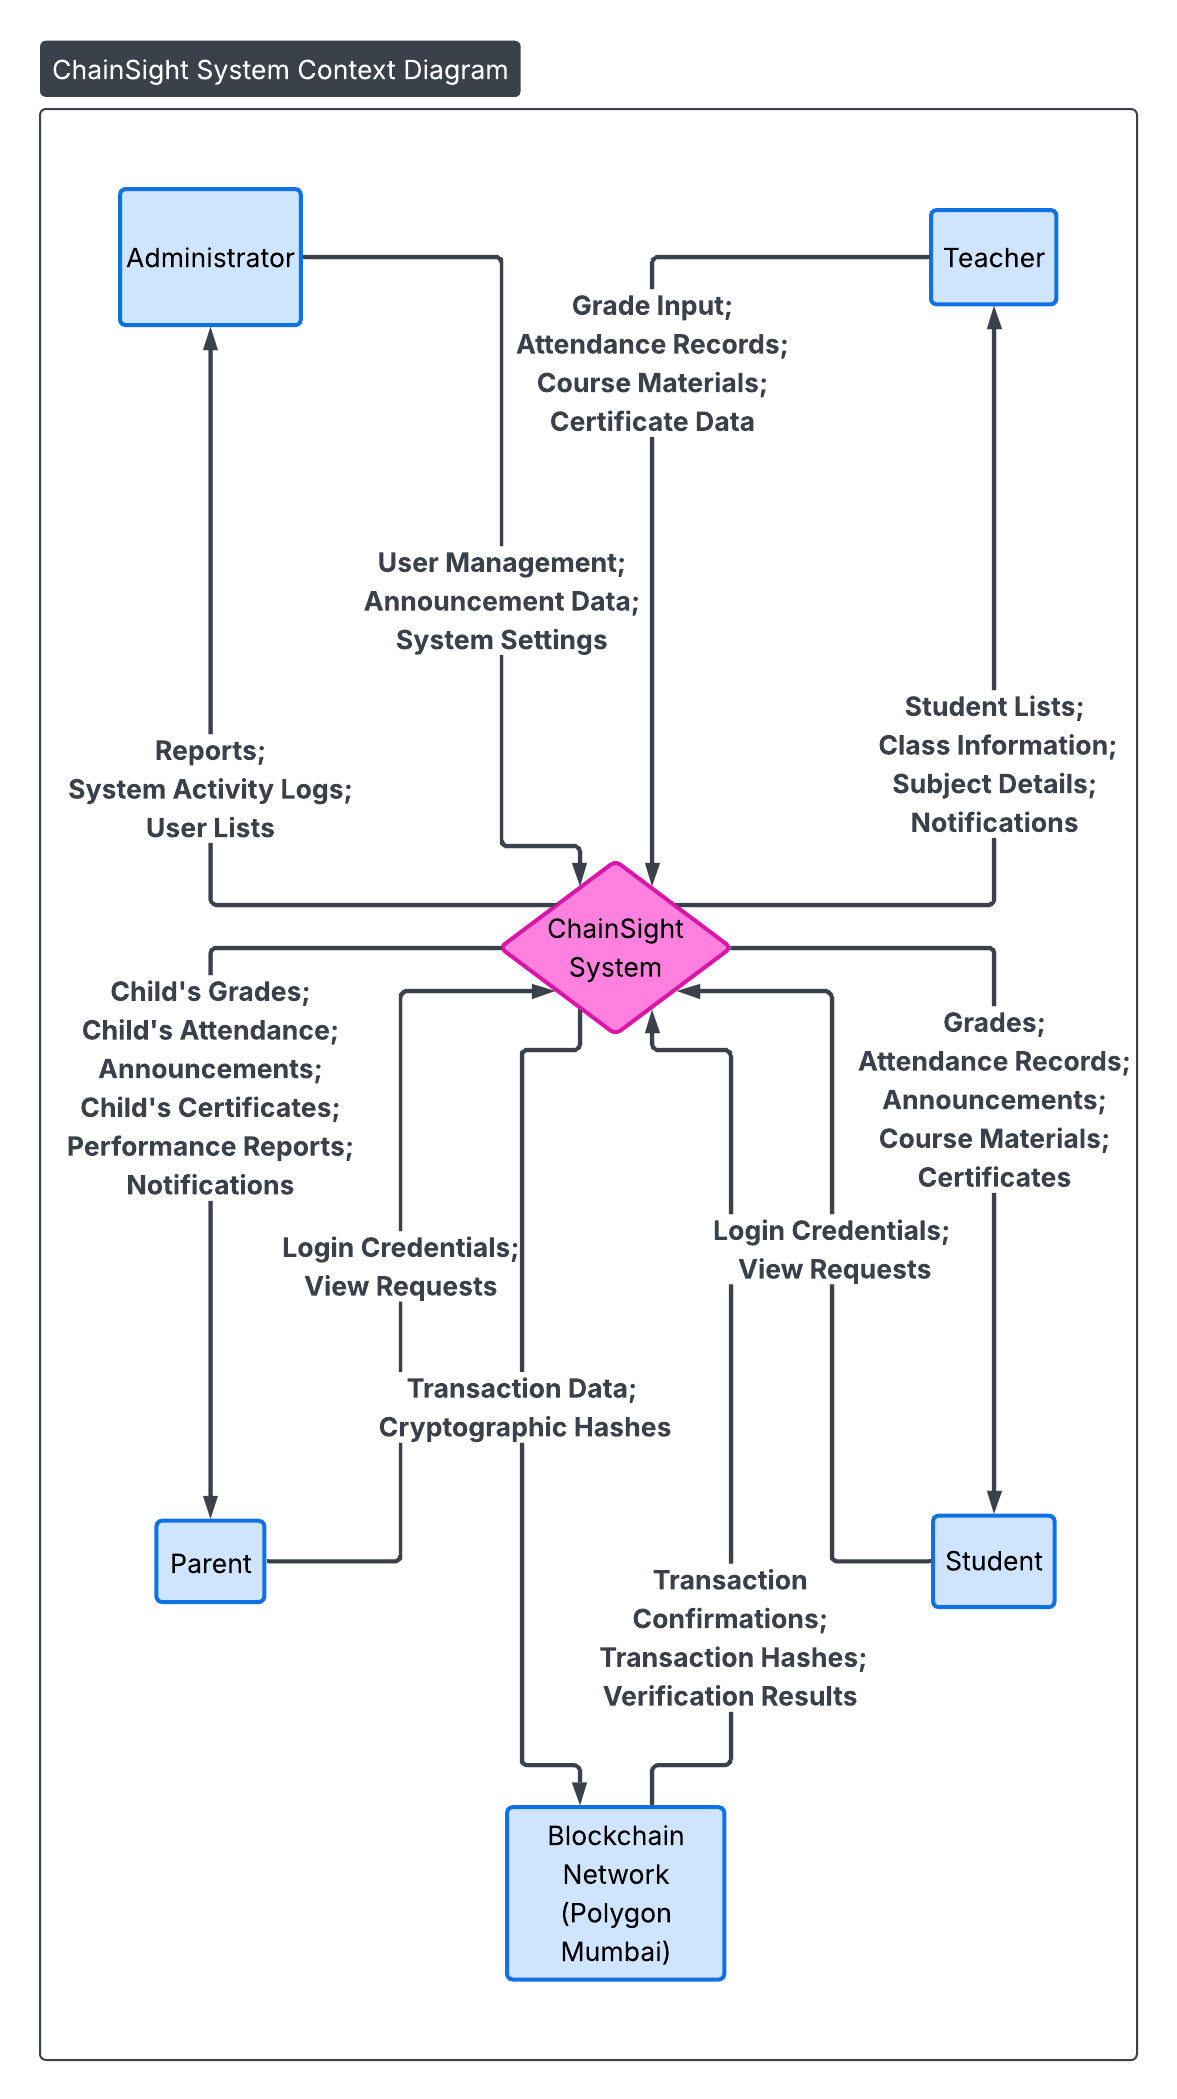 ChainSight System Context Diagram
Administrator
Teacher
Grade Input;
Attendance Records;
Course Materials;
Certificate Data
User Management;
Announcement Data;
System Settings
Reports;
System Activity Logs;
User Lists
Student Lists;
Class Information;
Subject Details;
Notifications
ChainSight
System
Child's Grades;
Child's Attendance;
Announcements;
Child's Certificates;
Performance Reports;
Notifications
Grades;
Attendance Records;
Announcements;
Course Materials;
Certificates
Login Credentials;
View Requests
Login Credentials;
View Requests
Transaction Data;
Cryptographic Hashes
Parent
Student
Transaction
Confirmations;
Transaction Hashes;
Verification Results
Blockchain
Network
(Polygon
Mumbai)